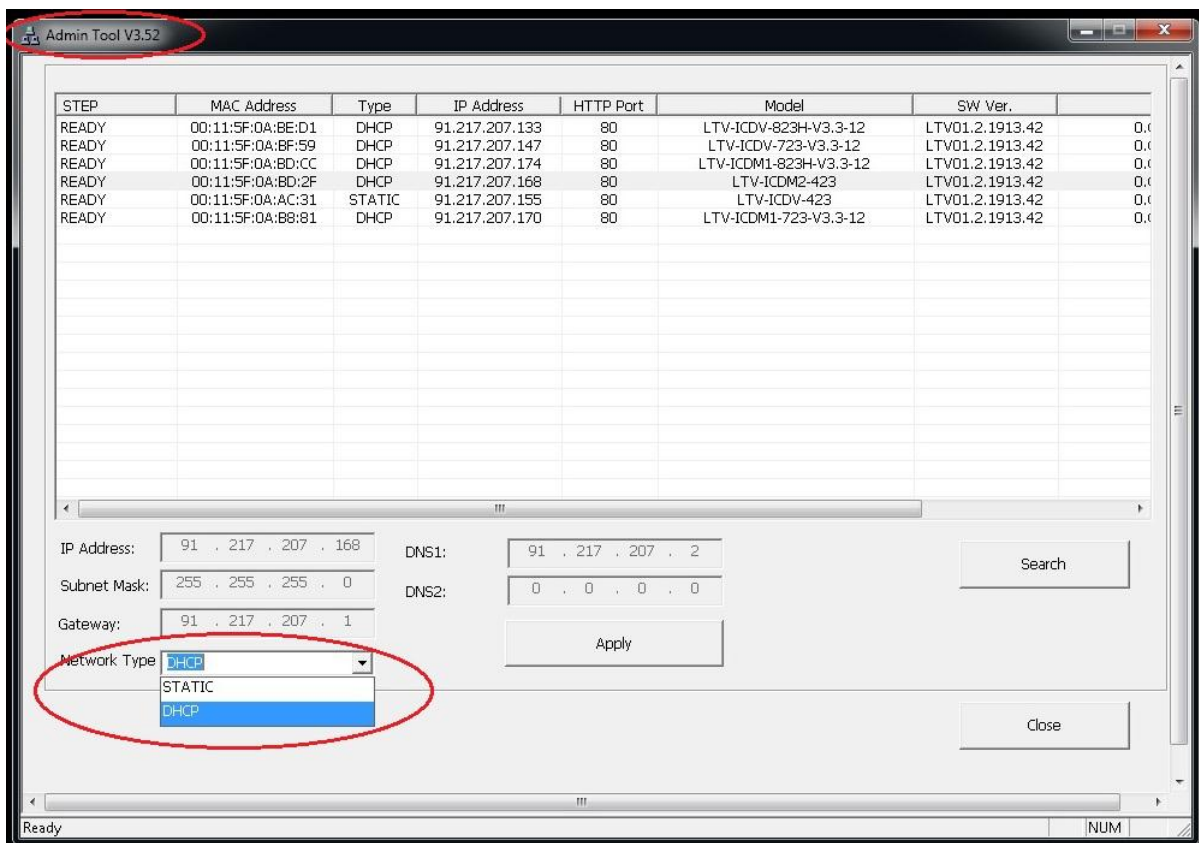 Admin Tool V3.52
STEP MAC Address Type IP Address HTTP Port Model SW Ver.
READY 00:11:5F:0A:BE:D1 DHCP 91.217.207.133 80 LTV-ICDV-823H-V3.3-12 LTV01.2.1913.42 0.(
READY 00:11:5F:0A:BF:59 DHCP 91.217.207.147 80 LTV-ICDV-723-V3.3-12 LTV01.2.1913.42 0.(
READY 00:11:5F:0A:BD:CC DHCP 91.217.207.174 80 LTV-ICDM1-823H-V3.3-12 LTV01.2.1913.42 0.(
READY 00:11:5F:0A:BD:2F DHCP 91.217.207.168 80 LTV-ICDM2-423 LTV01.2.1913.42 0.(
READY 00:11:5F:0A:AC:31 STATIC 91.217.207.155 80 LTV-ICDV-423 LTV01.2.1913.42 0.(
READY 00:11:5F:0A:B8:81 DHCP 91.217.207.170 80 LTV-ICDM1-723-V3.3-12 LTV01.2.1913.42 0.(
IP Address: 91 . 217 . 207 . 168 DNS1: 91 . 217 . 207 . 2
Search
Subnet Mask: 255 . 255 . 255 . 0 DNS2: 0 . 0 . 0 . 0
Gateway: 91 . 217 . 207 . 1
Apply
Network Type DHCP
STATIC
DHCP
Close
Ready NUM